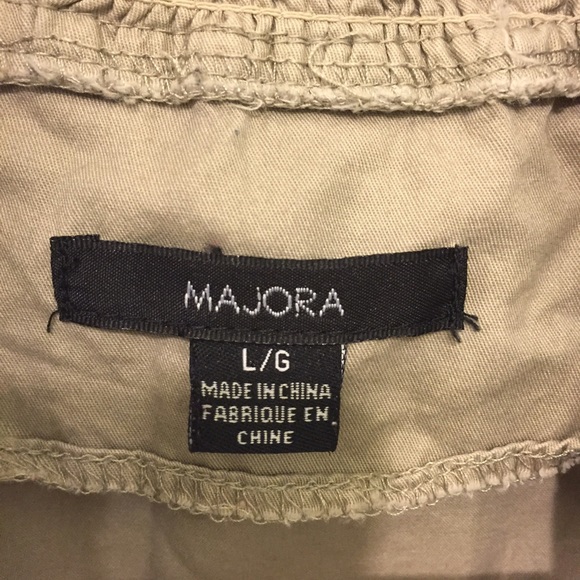 MAJORA
L/G
MADE IN CHINA
FABRIQUE EN
CHINE